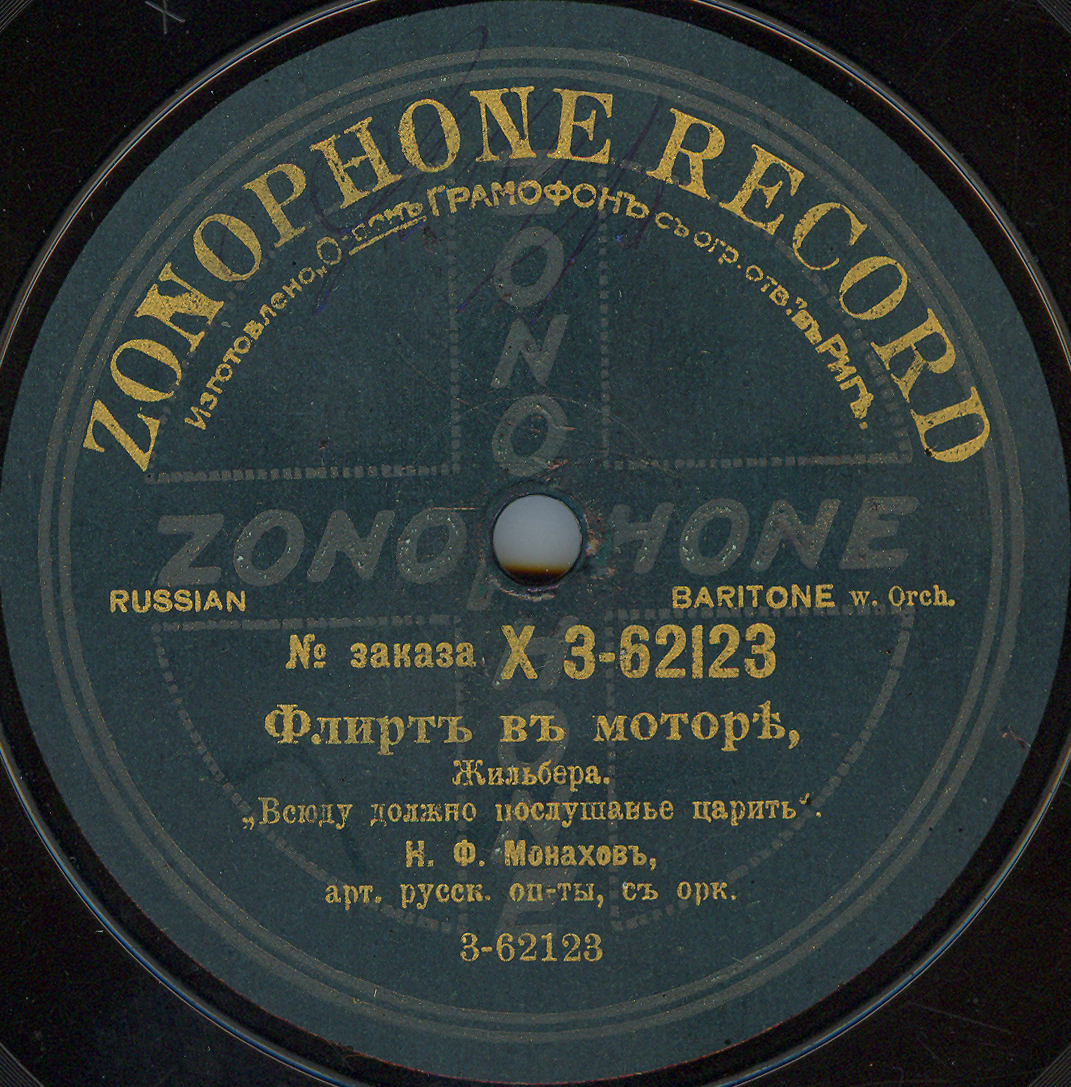 ZONOPHONE RECORD
Изготовлено „О-вомъ ГРАМОФОНЪ съ огр. отв.” въ Ригѣ.
ZONOPHONE
ZONOPHONE
RUSSIAN
BARITONE w. Orch.
№ заказа X 3-62123
Флиртъ въ моторѣ,
Жильбера.
„Всюду должно послушанье царить“.
Н. Ф. Монаховъ,
арт. русск. оп-ты, съ орк.
3-62123